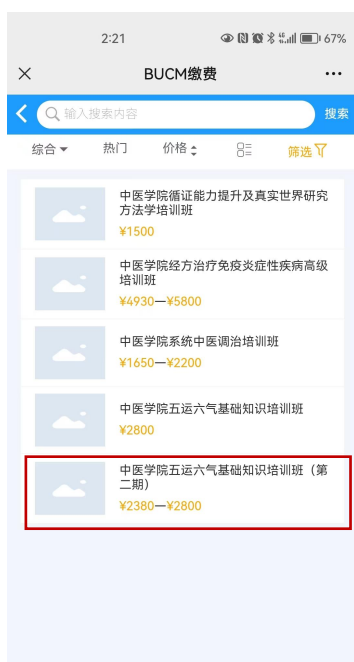 2:21
67%
BUCM缴费
输入搜索内容
搜索
综合
热门
价格
筛选
中医学院循证能力提升及真实世界研究
方法学培训班
¥1500
中医学院经方治疗免疫炎症性疾病高级
培训班
¥4930—¥5800
中医学院系统中医调治培训班
¥1650—¥2200
中医学院五运六气基础知识培训班
¥2800
中医学院五运六气基础知识培训班（第
二期）
¥2380—¥2800